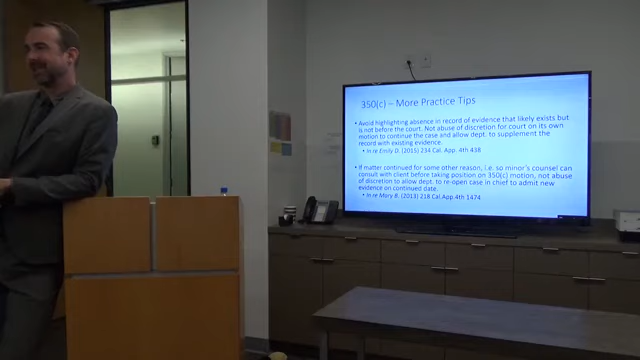 350(c) – More Practice Tips
• Avoid highlighting absence in record of evidence that likely exists but
is not before the court. Not abuse of discretion for court on its own
motion to continue the case and allow dept. to supplement the
record with existing evidence.
• In re Emily D. (2015) 234 Cal. App. 4th 438
• If matter continued for some other reason, i.e. so minor's counsel can
consult with client before taking position on 350(c) motion, not abuse
of discretion to allow dept. to re-open case in chief to admit new
evidence on continued date.
• In re Mary B. (2013) 218 Cal.App.4th 1474